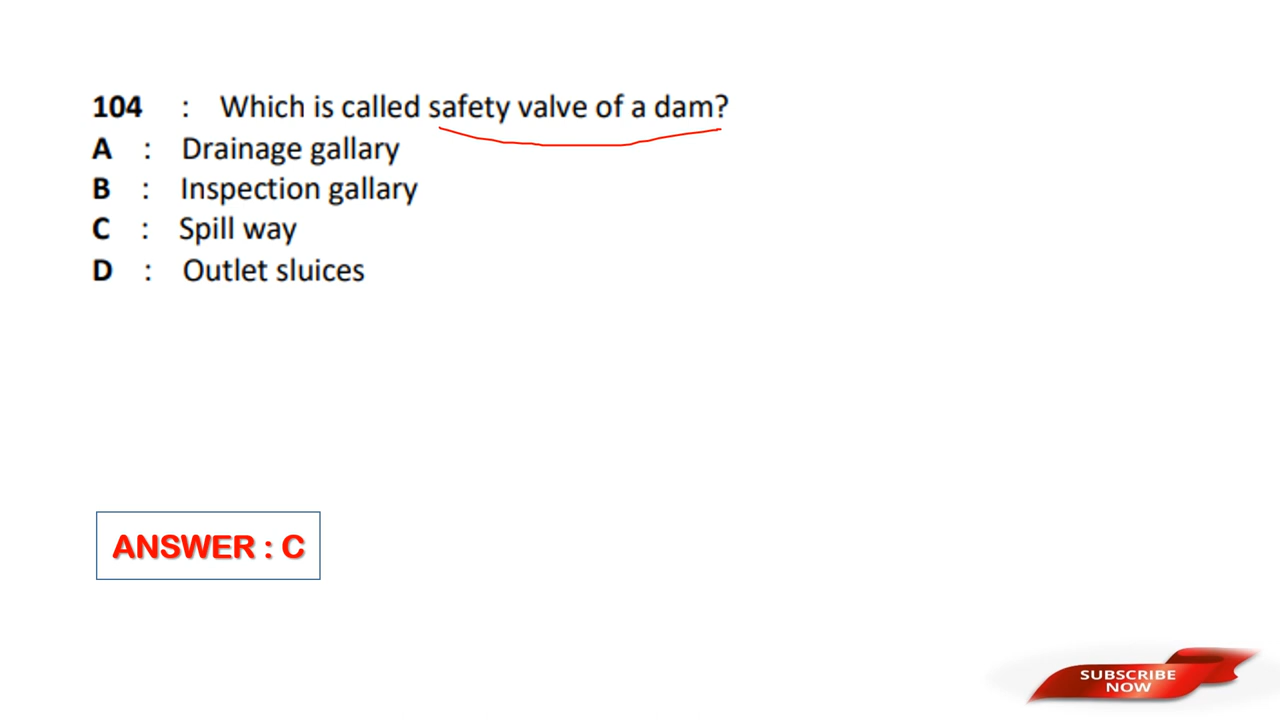 104 : Which is called safety valve of a dam?
A : Drainage gallary
B : Inspection gallary
C : Spill way
D : Outlet sluices
ANSWER : C
SUBSCRIBE
NOW